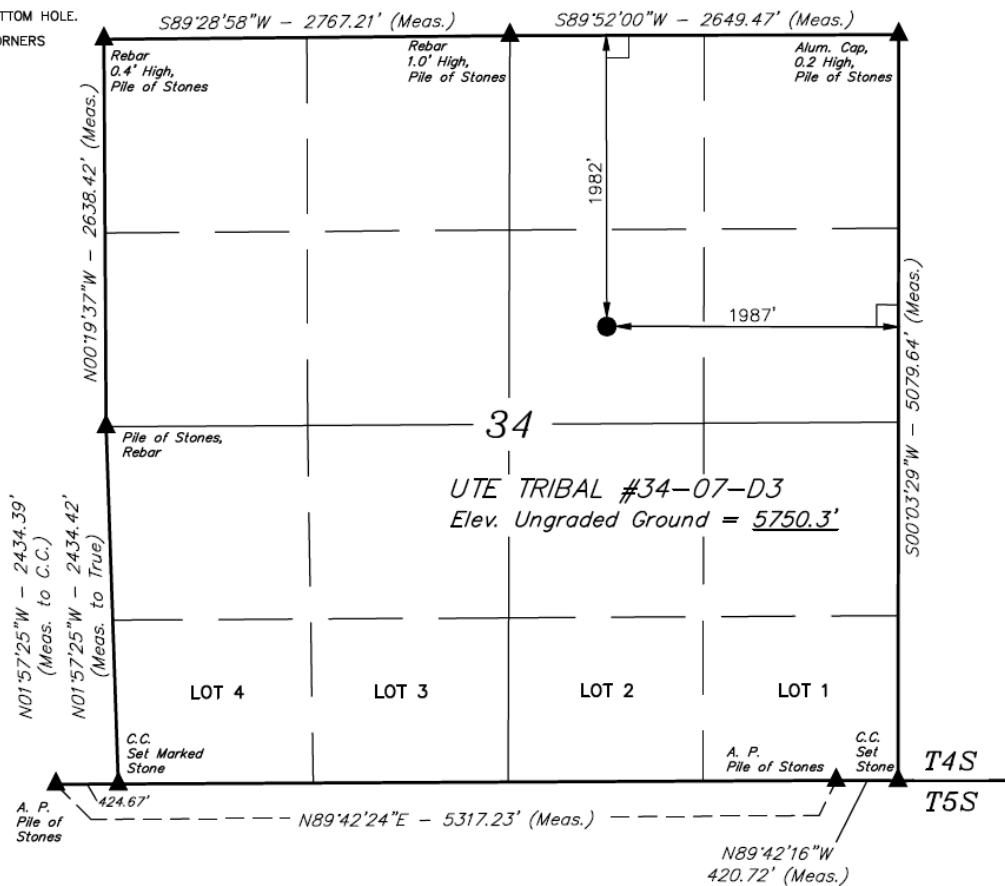 TTOM HOLE.
ORNERS
S89°28'58"W - 2767.21' (Meas.)
S89°52'00"W - 2649.47' (Meas.)
Rebar
0.4' High,
Pile of Stones
Rebar
1.0' High,
Pile of Stones
Alum. Cap,
0.2 High,
Pile of Stones
N00°19'37"W - 2638.42' (Meas.)
1982'
1987'
S00°03'29"W - 5079.64' (Meas.)
34
Pile of Stones,
Rebar
UTE TRIBAL #34-07-D3
Elev. Ungraded Ground = 5750.3'
N01°57'25"W - 2434.39'
(Meas. to C.C.)
N01°57'25"W - 2434.42'
(Meas. to True)
LOT 4
LOT 3
LOT 2
LOT 1
C.C.
Set Marked
Stone
A. P.
Pile of Stones
C.C.
Set
Stone
T4S
T5S
424.67'
A. P.
Pile of
Stones
N89°42'24"E - 5317.23' (Meas.)
N89°42'16"W
420.72' (Meas.)